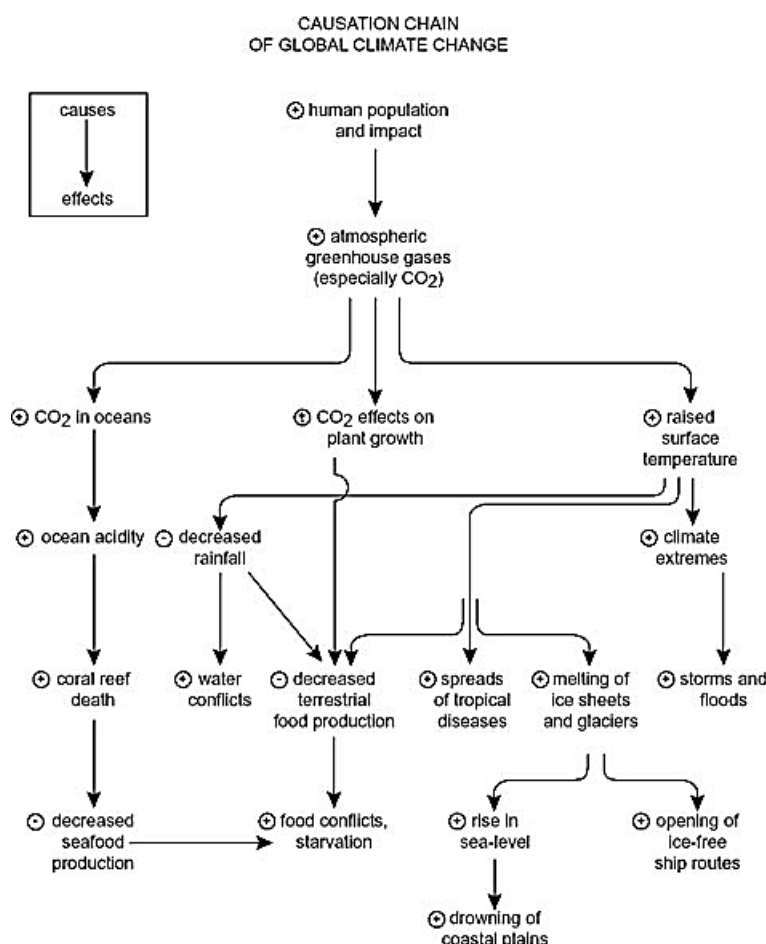 CAUSATION CHAIN
OF GLOBAL CLIMATE CHANGE
causes
effects
+ human population
and impact
+ atmospheric
greenhouse gases
(especially CO2)
+ CO2 in oceans
± CO2 effects on
plant growth
+ raised
surface
temperature
+ ocean acidity
- decreased
rainfall
+ climate
extremes
+ coral reef
death
+ water
conflicts
- decreased
terrestrial
food production
+ spreads
of tropical
diseases
+ melting of
ice sheets
and glaciers
+ storms and
floods
- decreased
seafood
production
+ food conflicts,
starvation
+ rise in
sea-level
+ opening of
ice-free
ship routes
+ drowning of
coastal plains